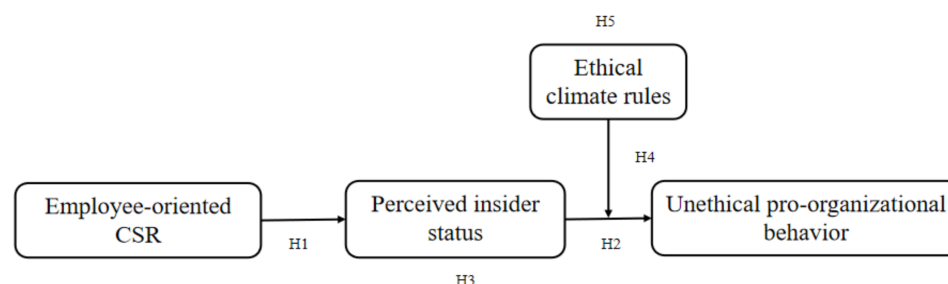 H5
Ethical
climate rules
H4
Employee-oriented
CSR
H1
Perceived insider
status
H3
H2
Unethical pro-organizational
behavior